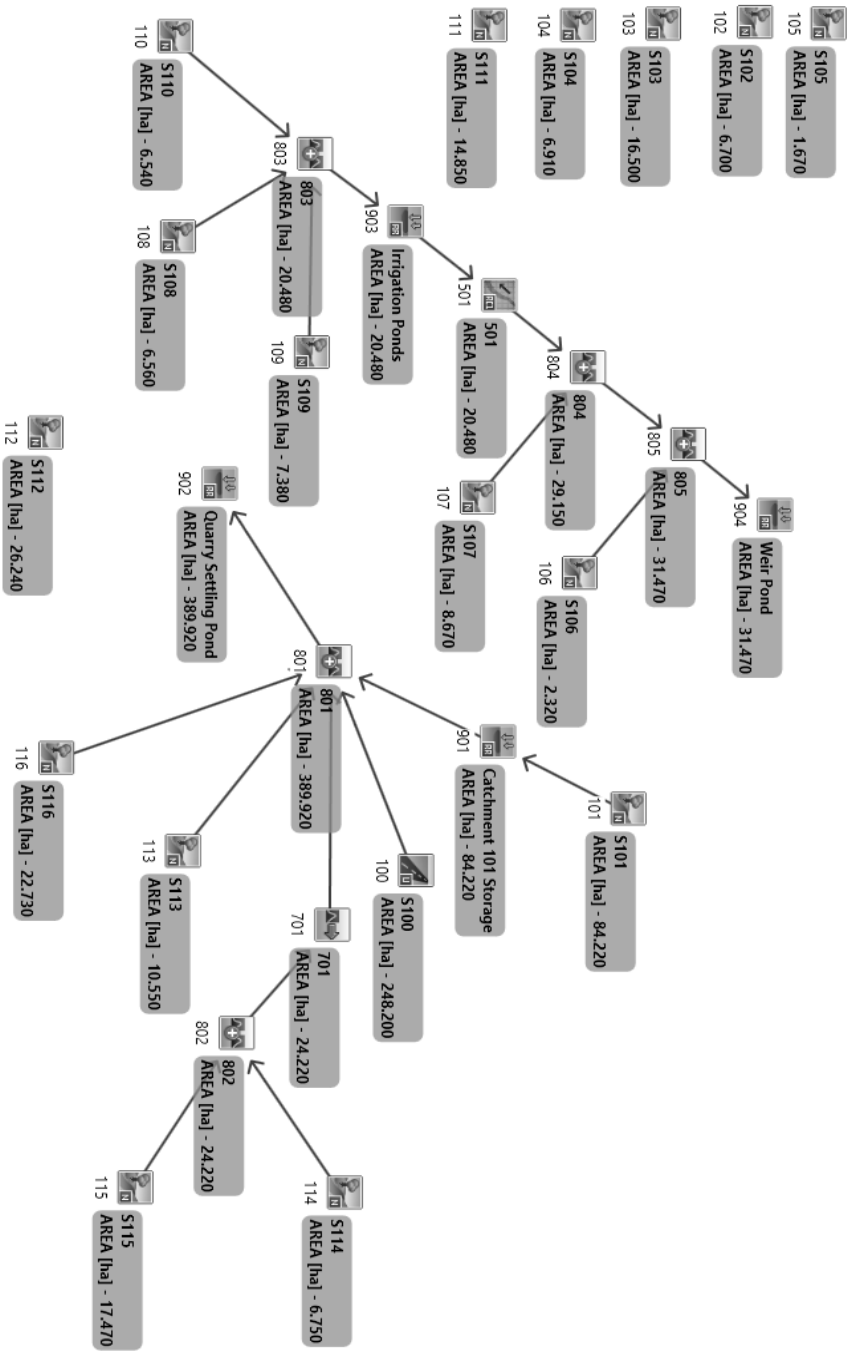 N
S105
AREA [ha] - 1.670
105
RR
Weir Pond
AREA [ha] - 31.470
904
N
S102
AREA [ha] - 6.700
102
805
AREA [ha] - 31.470
805
N
S103
AREA [ha] - 16.500
103
N
S101
AREA [ha] - 84.220
101
804
AREA [ha] - 29.150
804
N
S104
AREA [ha] - 6.910
104
N
S106
AREA [ha] - 2.320
106
501
AREA [ha] - 20.480
501
RR
Catchment 101 Storage
AREA [ha] - 84.220
901
N
S111
AREA [ha] - 14.850
111
N
S107
AREA [ha] - 8.670
107
RR
Irrigation Ponds
AREA [ha] - 20.480
903
U
S100
AREA [ha] - 248.200
100
N
S114
AREA [ha] - 6.750
114
801
AREA [ha] - 389.920
801
701
AREA [ha] - 24.220
701
803
AREA [ha] - 20.480
803
N
S109
AREA [ha] - 7.380
109
802
AREA [ha] - 24.220
802
RR
Quarry Settling Pond
AREA [ha] - 389.920
902
N
S110
AREA [ha] - 6.540
110
N
S108
AREA [ha] - 6.560
108
N
S113
AREA [ha] - 10.550
113
N
S115
AREA [ha] - 17.470
115
N
S112
AREA [ha] - 26.240
112
N
S116
AREA [ha] - 22.730
116